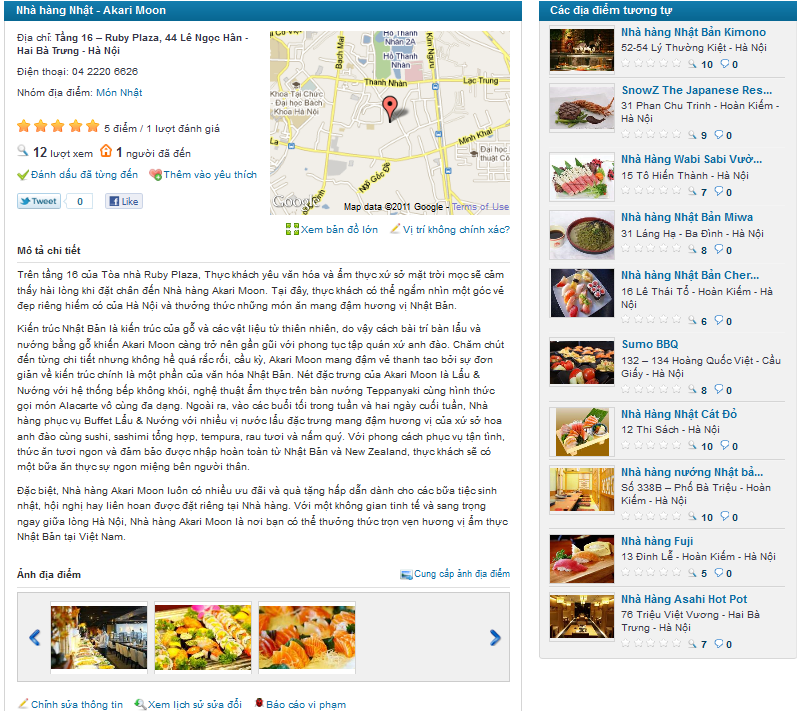 Nhà hàng Nhật - Akari Moon
Địa chỉ: Tầng 16 – Ruby Plaza, 44 Lê Ngọc Hân -
Hai Bà Trưng - Hà Nội
Điện thoại: 04 2220 6626
Nhóm địa điểm: Món Nhật
5 điểm / 1 lượt đánh giá
12 lượt xem 1 người đã đến
Đánh dấu đã từng đến Thêm vào yêu thích
Tweet 0 Like
Bạch Mai
Hồ Thanh
Nhàn 2A
Hồ Thanh
Nhàn
Kim Ngưu
Thanh Nhàn
Lạc Trung
Khoa Tại Chức
- Đại học Bách
Khoa Hà Nội
Minh Khai
Ngõ Gốc Đề
Google
Map data ©2011 Google - Terms of Use
Xem bản đồ lớn Vị trí không chính xác?
Mô tả chi tiết
Trên tầng 16 của Tòa nhà Ruby Plaza, Thực khách yêu văn hóa và ẩm thực xứ sở mặt trời mọc sẽ cảm
thấy hài lòng khi đặt chân đến Nhà hàng Akari Moon. Tại đây, thực khách có thể ngắm nhìn một góc vẻ
đẹp riêng hiếm có của Hà Nội và thưởng thức những món ăn mang đậm hương vị Nhật Bản.
Kiến trúc Nhật Bản là kiến trúc của gỗ và các vật liệu từ thiên nhiên, do vậy cách bài trí bàn lẩu và
nướng bằng gỗ khiến Akari Moon càng trở nên gần gũi với phong tục tập quán xứ anh đào. Chăm chút
đến từng chi tiết nhưng không hề quá rắc rối, cầu kỳ, Akari Moon mang đậm vẻ thanh tao bởi sự đơn
giản về kiến trúc chính là một phần của văn hóa Nhật Bản. Nét đặc trưng của Akari Moon là Lẩu &
Nướng với hệ thống bếp không khói, nghệ thuật ẩm thực trên bàn nướng Teppanyaki cùng hình thức
gọi món Alacarte vô cùng đa dạng. Ngoài ra, vào các buổi tối trong tuần và hai ngày cuối tuần, Nhà
hàng phục vụ Buffet Lẩu & Nướng với nhiều vị nước lẩu đặc trưng mang đậm hương vị của xứ sở hoa
anh đào cùng sushi, sashimi tổng hợp, tempura, rau tươi và nấm quý. Với phong cách phục vụ tận tình,
thức ăn tươi ngon và đảm bảo được nhập hoàn toàn từ Nhật Bản và New Zealand, thực khách sẽ có
một bữa ăn thực sự ngon miệng bên người thân.
Đặc biệt, Nhà hàng Akari Moon luôn có nhiều ưu đãi và quà tặng hấp dẫn dành cho các bữa tiệc sinh
nhật, hội nghị hay liên hoan được đặt riêng tại Nhà hàng. Với một không gian tinh tế và sang trọng
ngay giữa lòng Hà Nội, Nhà hàng Akari Moon là nơi bạn có thể thưởng thức trọn vẹn hương vị ẩm thực
Nhật Bản tại Việt Nam.
Ảnh địa điểm
Cung cấp ảnh địa điểm
Chỉnh sửa thông tin Xem lịch sử sửa đổi Báo cáo vi phạm
Các địa điểm tương tự
Nhà hàng Nhật Bản Kimono
52-54 Lý Thường Kiệt - Hà Nội
10 0
SnowZ The Japanese Res...
31 Phan Chu Trinh - Hoàn Kiếm -
Hà Nội
9 0
Nhà Hàng Wabi Sabi Vườ...
15 Tô Hiến Thành - Hà Nội
7 0
Nhà hàng Nhật Bản Miwa
31 Láng Hạ - Ba Đình - Hà Nội
8 0
Nhà hàng Nhật Bản Cher...
16 Lê Thái Tổ - Hoàn Kiếm - Hà
Nội
6 0
Sumo BBQ
132 – 134 Hoàng Quốc Việt - Cầu
Giấy - Hà Nội
8 0
Nhà Hàng Nhật Cát Đỏ
12 Thi Sách - Hà Nội
10 0
Nhà hàng nướng Nhật bả...
Số 338B – Phố Bà Triệu - Hoàn
Kiếm - Hà Nội
10 0
Nhà hàng Fuji
13 Đinh Lễ - Hoàn Kiếm - Hà Nội
5 0
Nhà Hàng Asahi Hot Pot
76 Triệu Việt Vương - Hai Bà
Trưng - Hà Nội
7 0